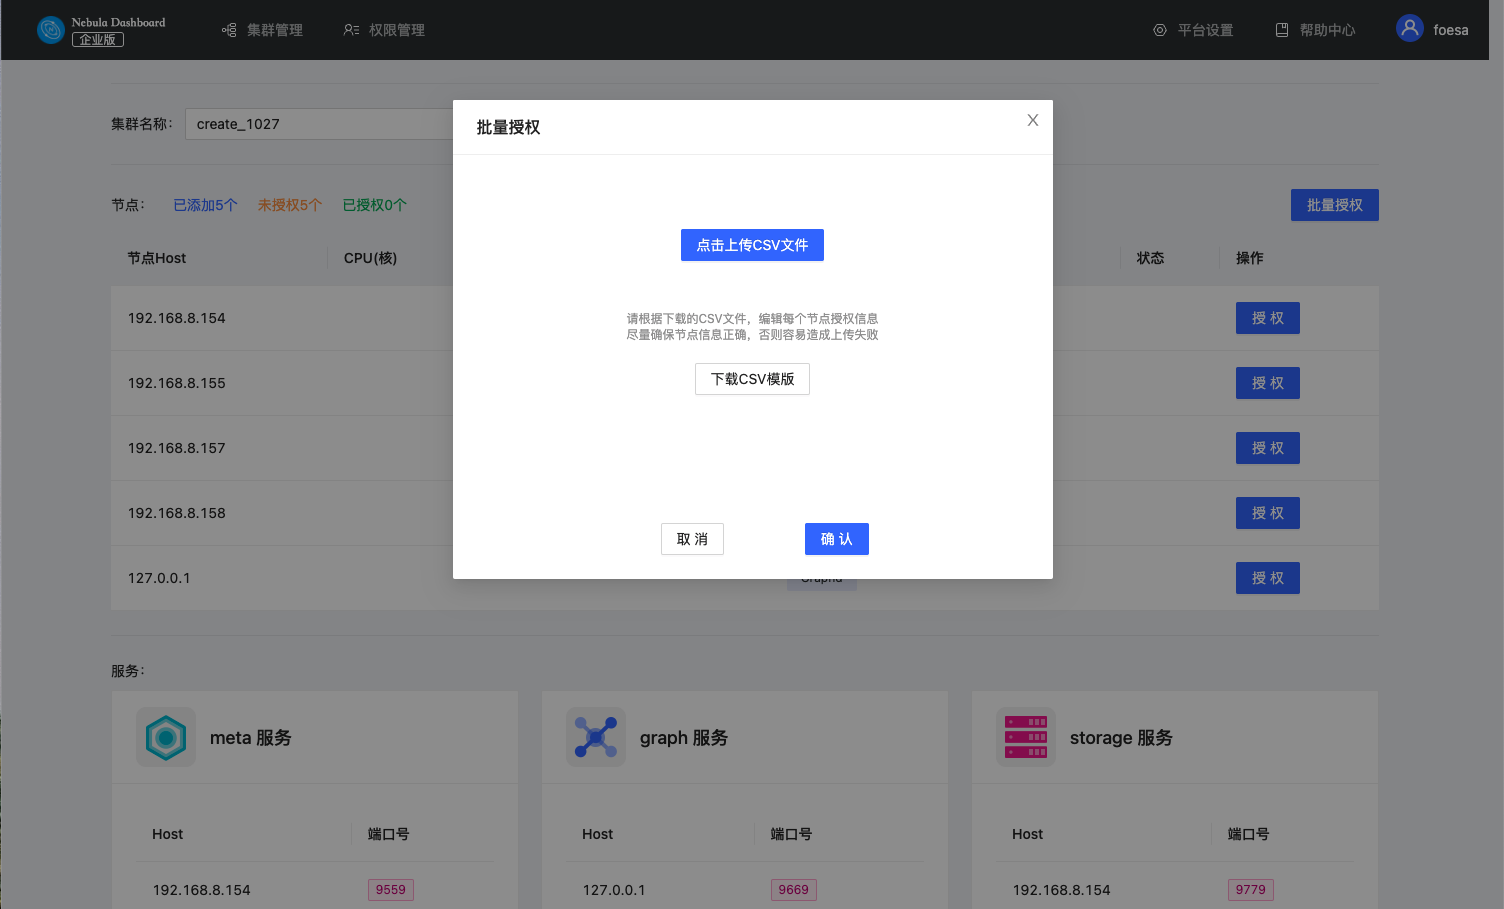 Nebula Dashboard
企业版
集群管理
权限管理
平台设置
帮助中心
foesa
集群名称：
create_1027
批量授权
节点：
已添加5个
未授权5个
已授权0个
批量授权
点击上传CSV文件
节点Host
CPU(核)
状态
操作
192.168.8.154
授 权
请根据下载的CSV文件，编辑每个节点授权信息
尽量确保节点信息正确，否则容易造成上传失败
下载CSV模版
192.168.8.155
授 权
192.168.8.157
授 权
192.168.8.158
授 权
取 消
确 认
127.0.0.1
授 权
服务：
meta 服务
graph 服务
storage 服务
Host
端口号
Host
端口号
Host
端口号
192.168.8.154
9559
127.0.0.1
9669
192.168.8.154
9779